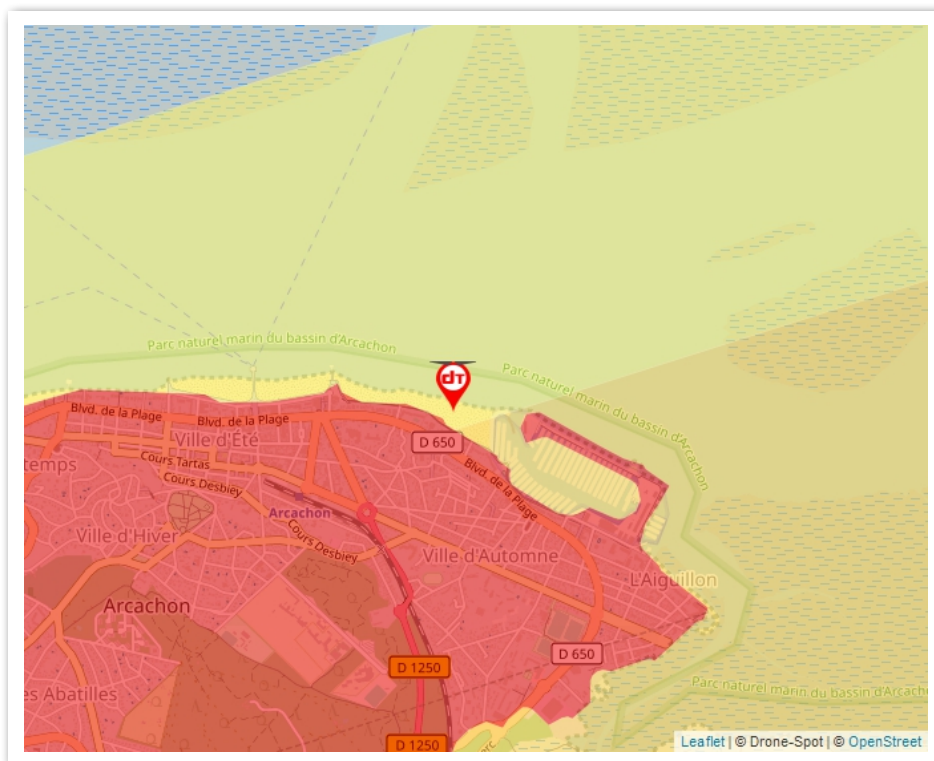 Parc naturel marin du bassin d'Arcachon
Parc naturel marin du bassin d'Arcachon
dT
Blvd. de la Plage
Blvd. de la Plage
D 650
Ville d'Été
temps
Cours Tartas
Blvd. de la Plage
Cours Desbiey
Arcachon
Ville d'Hiver
Cours Desbiey
Ville d'Automne
L'Aiguillon
Arcachon
D 650
D 1250
es Abatilles
Parc naturel marin du bassin d'Arcacho
D 1250
Leaflet | © Drone-Spot | © OpenStreet